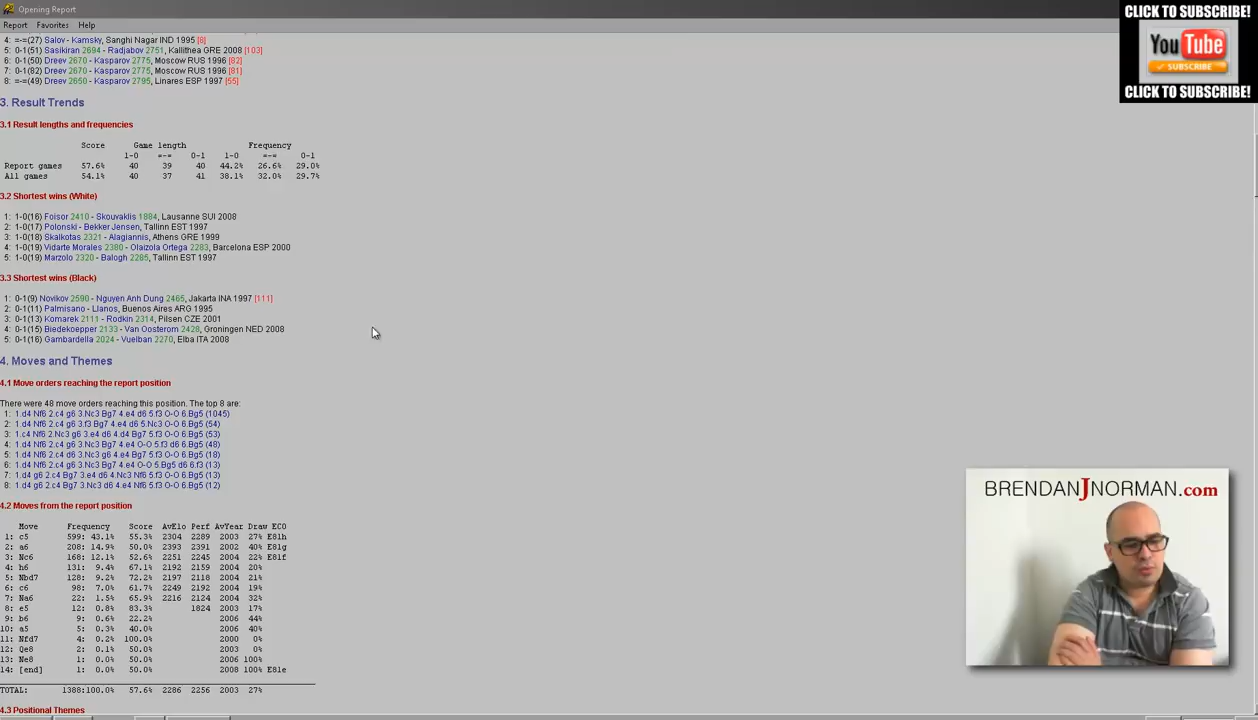 Opening Report
Report Favorites Help
4: =-=(27) Salov - Kamsky, Sanghi Nagar IND 1995 [6]
5: 0-1(51) Sasikiran 2694 - Radjabov 2751, Kallithea GRE 2008 [103]
6: 0-1(50) Dreev 2670 - Kasparov 2775, Moscow RUS 1996 [82]
7: 0-1(82) Dreev 2670 - Kasparov 2775, Moscow RUS 1996 [81]
8: =-=(49) Dreev 2650 - Kasparov 2795, Linares ESP 1997 [55]
3. Result Trends
3.1 Result lengths and frequencies
Score Game length Frequency
1-0 =-= 0-1 1-0 =-= 0-1
Report games 57.6% 40 39 40 44.2% 26.6% 29.0%
All games 54.1% 40 37 41 38.1% 32.0% 29.7%
3.2 Shortest wins (White)
1: 1-0(16) Foisor 2410 - Skouvaklis 1884, Lausanne SUI 2008
2: 1-0(17) Polonski - Bekker Jensen, Tallinn EST 1997
3: 1-0(18) Skalkotas 2321 - Alagiannis, Athens GRE 1999
4: 1-0(19) Vidarte Morales 2380 - Olaizola Ortega 2283, Barcelona ESP 2000
5: 1-0(19) Marzolo 2320 - Balogh 2285, Tallinn EST 1997
3.3 Shortest wins (Black)
1: 0-1(9) Novikov 2590 - Nguyen Anh Dung 2465, Jakarta INA 1997 [111]
2: 0-1(11) Palmisano - Llanos, Buenos Aires ARG 1995
3: 0-1(13) Komarek 2111 - Rodkin 2314, Pilsen CZE 2001
4: 0-1(15) Biedekoepper 2133 - Van Oosterom 2428, Groningen NED 2008
5: 0-1(16) Gambardella 2024 - Vuelban 2270, Elba ITA 2008
4. Moves and Themes
4.1 Move orders reaching the report position
There were 48 move orders reaching this position. The top 8 are:
1: 1.d4 Nf6 2.c4 g6 3.Nc3 Bg7 4.e4 d6 5.f3 O-O 6.Bg5 (1045)
2: 1.d4 Nf6 2.c4 g6 3.f3 Bg7 4.e4 d6 5.Nc3 O-O 6.Bg5 (54)
3: 1.c4 Nf6 2.Nc3 g6 3.e4 d6 4.d4 Bg7 5.f3 O-O 6.Bg5 (53)
4: 1.d4 Nf6 2.c4 g6 3.Nc3 Bg7 4.e4 O-O 5.f3 d6 6.Bg5 (48)
5: 1.d4 Nf6 2.c4 d6 3.Nc3 g6 4.e4 Bg7 5.f3 O-O 6.Bg5 (18)
6: 1.d4 Nf6 2.c4 g6 3.Nc3 Bg7 4.e4 O-O 5.Bg5 d6 6.f3 (13)
7: 1.d4 g6 2.c4 Bg7 3.e4 d6 4.Nc3 Nf6 5.f3 O-O 6.Bg5 (13)
8: 1.d4 g6 2.c4 Bg7 3.Nc3 d6 4.e4 Nf6 5.f3 O-O 6.Bg5 (12)
4.2 Moves from the report position
Move Frequency Score AvElo Perf AvYear Draw ECO
1: c5 599: 43.1% 55.3% 2304 2289 2003 27% E81h
2: a6 208: 14.9% 50.0% 2393 2391 2002 40% E81g
3: Nc6 168: 12.1% 52.6% 2251 2245 2004 22% E81f
4: h6 131: 9.4% 67.1% 2192 2159 2004 20%
5: Nbd7 128: 9.2% 72.2% 2197 2118 2004 21%
6: c6 98: 7.0% 61.7% 2249 2192 2004 19%
7: Na6 22: 1.5% 65.9% 2216 2124 2004 32%
8: e5 12: 0.8% 83.3% 1824 2003 17%
9: b6 9: 0.6% 22.2% 2006 44%
10: a5 5: 0.3% 40.0% 2006 40%
11: Nfd7 4: 0.2% 100.0% 2000 0%
12: Qe8 2: 0.1% 50.0% 2003 0%
13: Ne8 1: 0.0% 50.0% 2006 100%
14: [end] 1: 0.0% 50.0% 2008 100% E81e
TOTAL: 1388:100.0% 57.6% 2286 2256 2003 27%
4.3 Positional Themes
CLICK TO SUBSCRIBE!
YouTube
SUBSCRIBE
CLICK TO SUBSCRIBE!
BRENDANJNORMAN.com